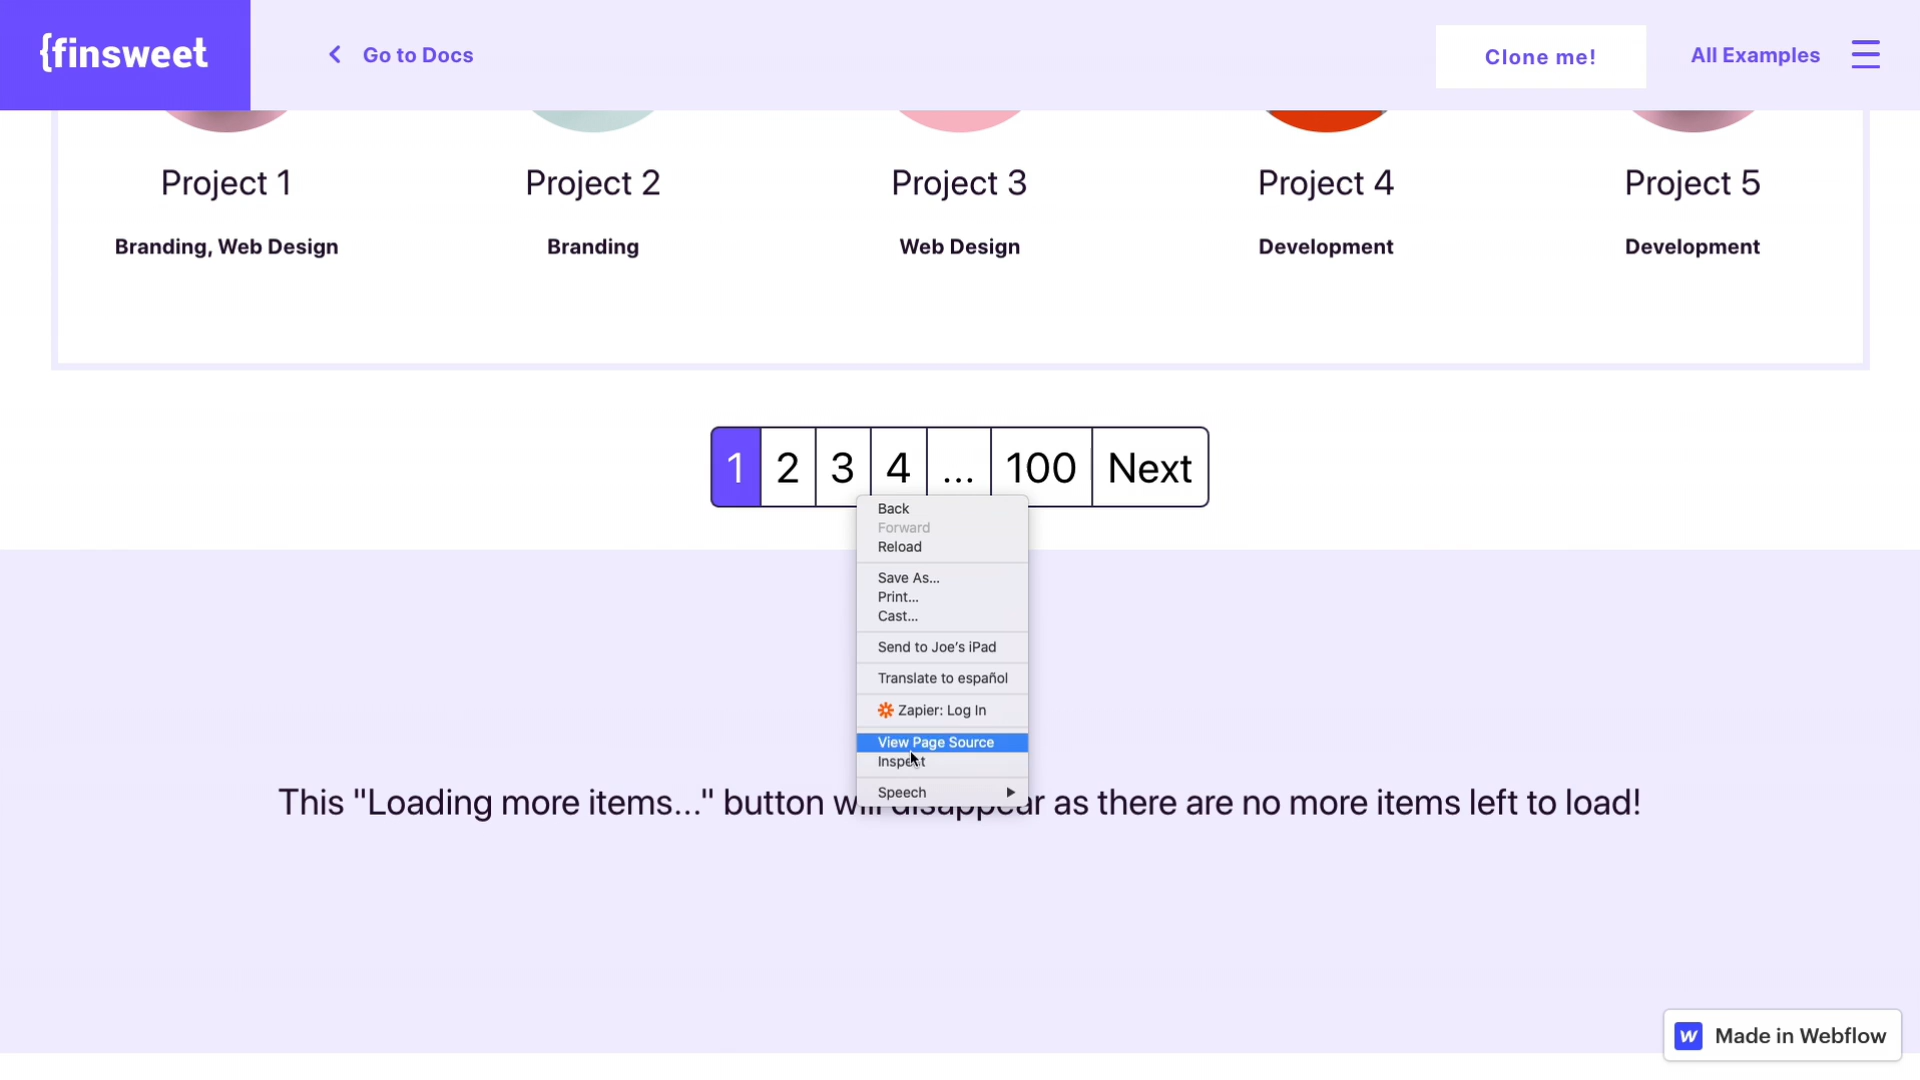 {finsweet
Go to Docs
Clone me!
All Examples
Project 1
Project 2
Project 3
Project 4
Project 5
Branding, Web Design
Branding
Web Design
Development
Development
1 2 3 4 ... 100 Next
Back
Forward
Reload
Save As...
Print...
Cast...
Send to Joe's iPad
Translate to español
Zapier: Log In
View Page Source
Inspect
Speech
This "Loading more items..." button will disappear as there are no more items left to load!
W Made in Webflow